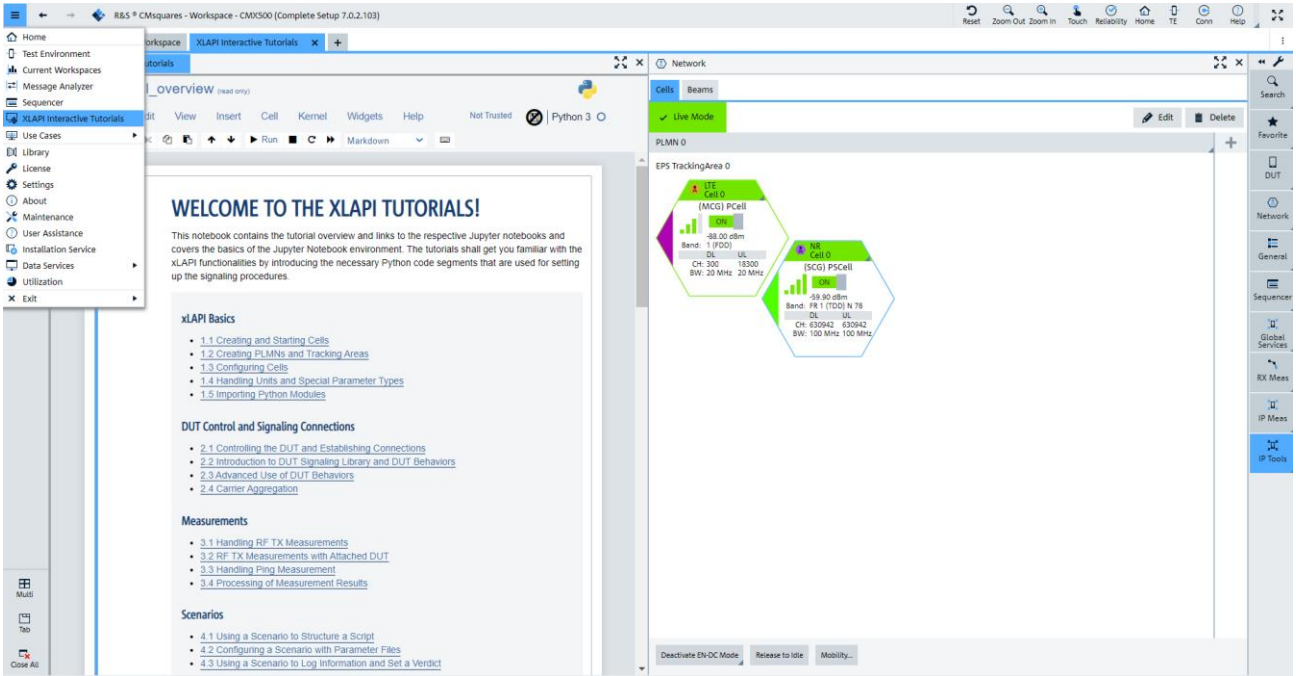 R&S ® CMsquares - Workspace - CMX500 (Complete Setup 7.0.2.103)
Reset Zoom Out Zoom In Touch Reliability Home TE Conn Help
Home
Test Environment
Current Workspaces
Message Analyzer
Sequencer
XLAPI Interactive Tutorials
Use Cases
Library
License
Settings
About
Maintenance
User Assistance
Installation Service
Data Services
Utilization
Exit
Multi
Tab
Close All
orkspace XLAPI Interactive Tutorials
utorials
l_overview (read only)
dit View Insert Cell Kernel Widgets Help Not Trusted Python 3
Run Markdown
WELCOME TO THE XLAPI TUTORIALS!
This notebook contains the tutorial overview and links to the respective Jupyter notebooks and
covers the basics of the Jupyter Notebook environment. The tutorials shall get you familiar with the
xLAPI functionalities by introducing the necessary Python code segments that are used for setting
up the signaling procedures.
xLAPI Basics
• 1.1 Creating and Starting Cells
• 1.2 Creating PLMNs and Tracking Areas
• 1.3 Configuring Cells
• 1.4 Handling Units and Special Parameter Types
• 1.5 Importing Python Modules
DUT Control and Signaling Connections
• 2.1 Controlling the DUT and Establishing Connections
• 2.2 Introduction to DUT Signaling Library and DUT Behaviors
• 2.3 Advanced Use of DUT Behaviors
• 2.4 Carrier Aggregation
Measurements
• 3.1 Handling RF TX Measurements
• 3.2 RF TX Measurements with Attached DUT
• 3.3 Handling Ping Measurement
• 3.4 Processing of Measurement Results
Scenarios
• 4.1 Using a Scenario to Structure a Script
• 4.2 Configuring a Scenario with Parameter Files
• 4.3 Using a Scenario to Log Information and Set a Verdict
Network
Cells Beams
Live Mode Edit Delete
PLMN 0
EPS TrackingArea 0
LTE
Cell 0
(MCG) PCell
ON
-88.00 dBm
Band: 1 (FDD)
DL UL
CH: 300 18300
BW: 20 MHz 20 MHz
NR
Cell 0
(SCG) PSCell
ON
-59.90 dBm
Band: FR 1 (TDD) N 78
DL UL
CH: 630942 630942
BW: 100 MHz 100 MHz
Deactivate EN-DC Mode Release to Idle Mobility...
Search
Favorite
DUT
Network
General
Sequencer
Global
Services
RX Meas
IP Meas
IP Tools